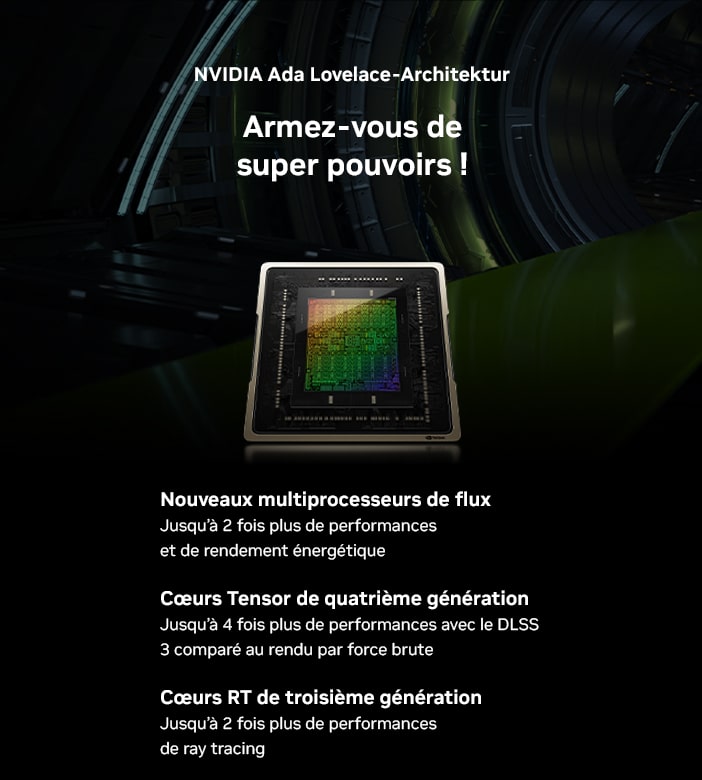 NVIDIA Ada Lovelace-Architektur
Armez-vous de
super pouvoirs !
Nouveaux multiprocesseurs de flux
Jusqu'à 2 fois plus de performances
et de rendement énergétique
Cœurs Tensor de quatrième génération
Jusqu'à 4 fois plus de performances avec le DLSS
3 comparé au rendu par force brute
Cœurs RT de troisième génération
Jusqu'à 2 fois plus de performances
de ray tracing